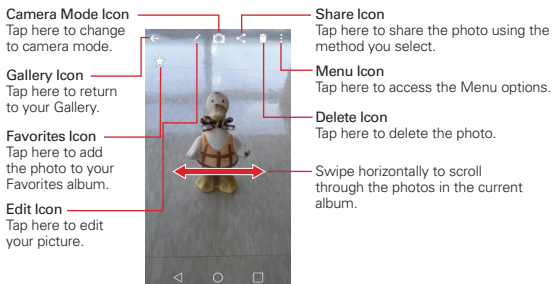 Camera Mode Icon
Tap here to change
to camera mode.
Gallery Icon
Tap here to return
to your Gallery.
Favorites Icon
Tap here to add
the photo to your
Favorites album.
Edit Icon
Tap here to edit
your picture.
Share Icon
Tap here to share the photo using the
method you select.
Menu Icon
Tap here to access the Menu options.
Delete Icon
Tap here to delete the photo.
Swipe horizontally to scroll
through the photos in the current
album.